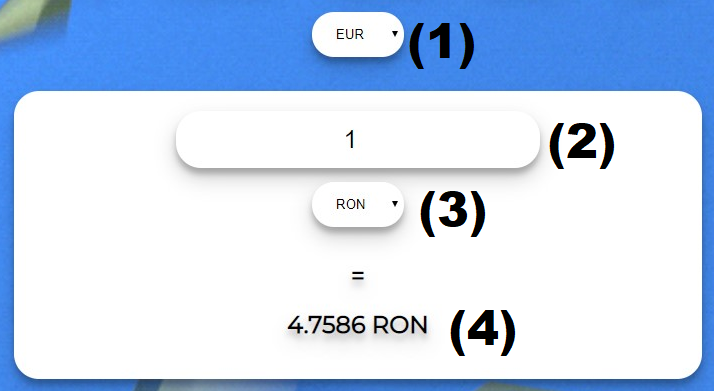 EUR (1)
1 (2)
RON (3)
=
4.7586 RON (4)